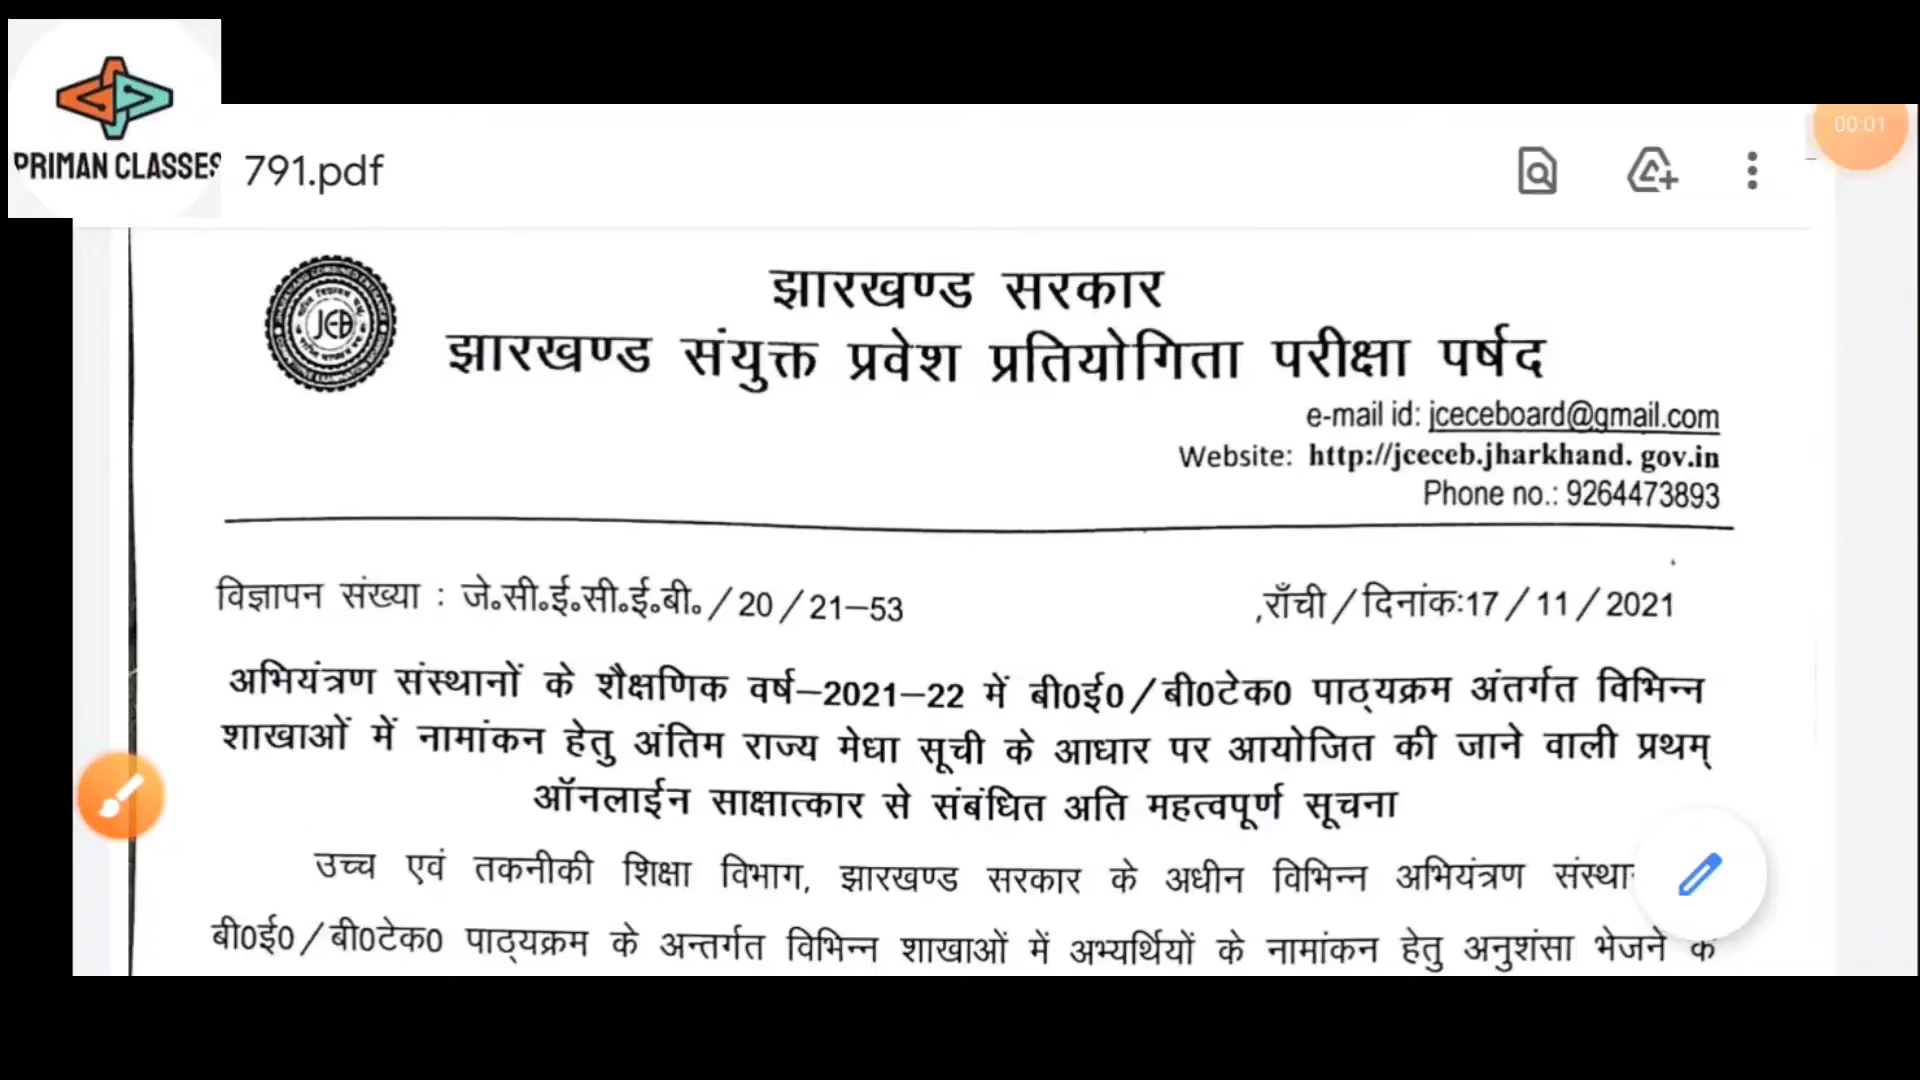 PRIMAN CLASSES
791.pdf
00:01
झारखण्ड सरकार
झारखण्ड संयुक्त प्रवेश प्रतियोगिता परीक्षा पर्षद
JCEB
e-mail id: jceceboard@gmail.com
Website: http://jceceb.jharkhand. gov.in
Phone no.: 9264473893
विज्ञापन संख्या : जे॰सी॰ई॰सी॰ई॰बी॰/20/21–53
,राँची/दिनांक:17/11/2021
अभियंत्रण संस्थानों के शैक्षणिक वर्ष–2021–22 में बी0ई0/बी0टेक0 पाठ्यक्रम अंतर्गत विभिन्न
शाखाओं में नामांकन हेतु अंतिम राज्य मेधा सूची के आधार पर आयोजित की जाने वाली प्रथम्
ऑनलाईन साक्षात्कार से संबंधित अति महत्वपूर्ण सूचना
उच्च एवं तकनीकी शिक्षा विभाग, झारखण्ड सरकार के अधीन विभिन्न अभियंत्रण
बी0ई0/बी0टेक0 पाठ्यक्रम के अन्तर्गत विभिन्न शाखाओं में अभ्यर्थियों के नामांकन हेतु अनुशंसा भेजने